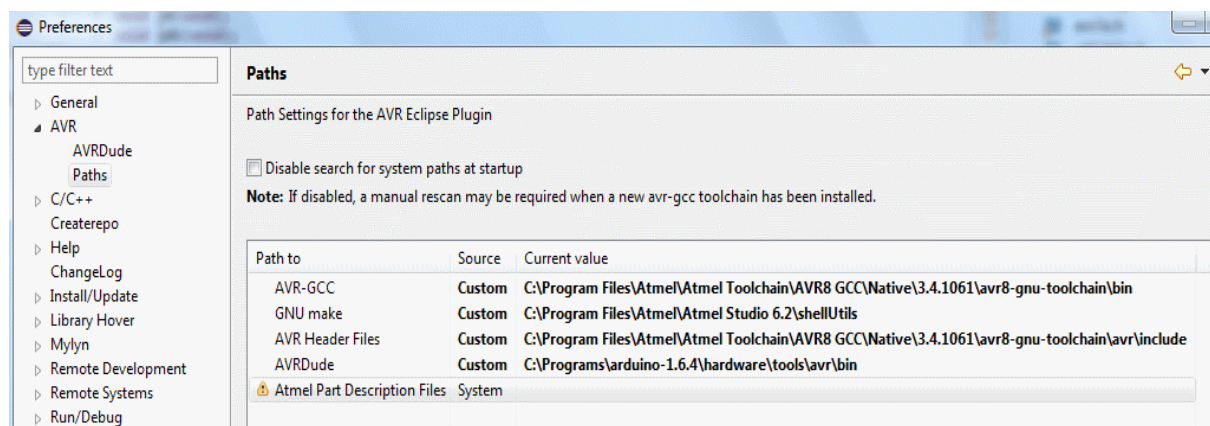 Preferences
type filter text
General
AVR
AVRDude
Paths
C/C++
Createrepo
Help
ChangeLog
Install/Update
Library Hover
Mylyn
Remote Development
Remote Systems
Run/Debug
Paths
Path Settings for the AVR Eclipse Plugin
Disable search for system paths at startup
Note: If disabled, a manual rescan may be required when a new avr-gcc toolchain has been installed.
Path to Source Current value
AVR-GCC Custom C:\Program Files\Atmel\Atmel Toolchain\AVR8 GCC\Native\3.4.1061\avr8-gnu-toolchain\bin
GNU make Custom C:\Program Files\Atmel\Atmel Studio 6.2\shellUtils
AVR Header Files Custom C:\Program Files\Atmel\Atmel Toolchain\AVR8 GCC\Native\3.4.1061\avr8-gnu-toolchain\avr\include
AVRDude Custom C:\Programs\arduino-1.6.4\hardware\tools\avr\bin
Atmel Part Description Files System